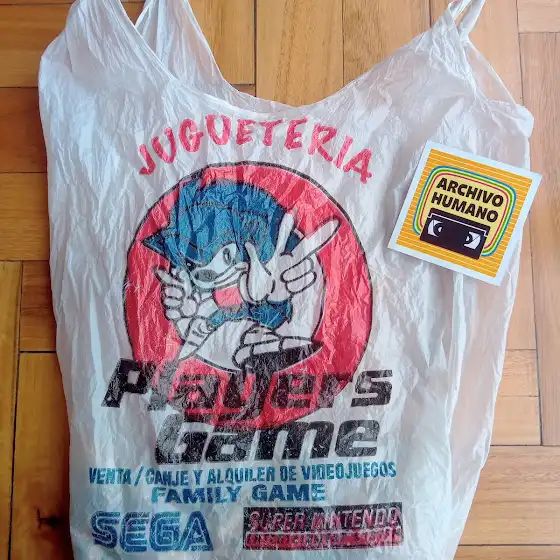 JUGUETERIA
ARCHIVO
HUMANO
Players
Game
VENTA / CANJE Y ALQUILER DE VIDEOJUEGOS
FAMILY GAME
SEGA
SUPER NINTENDO